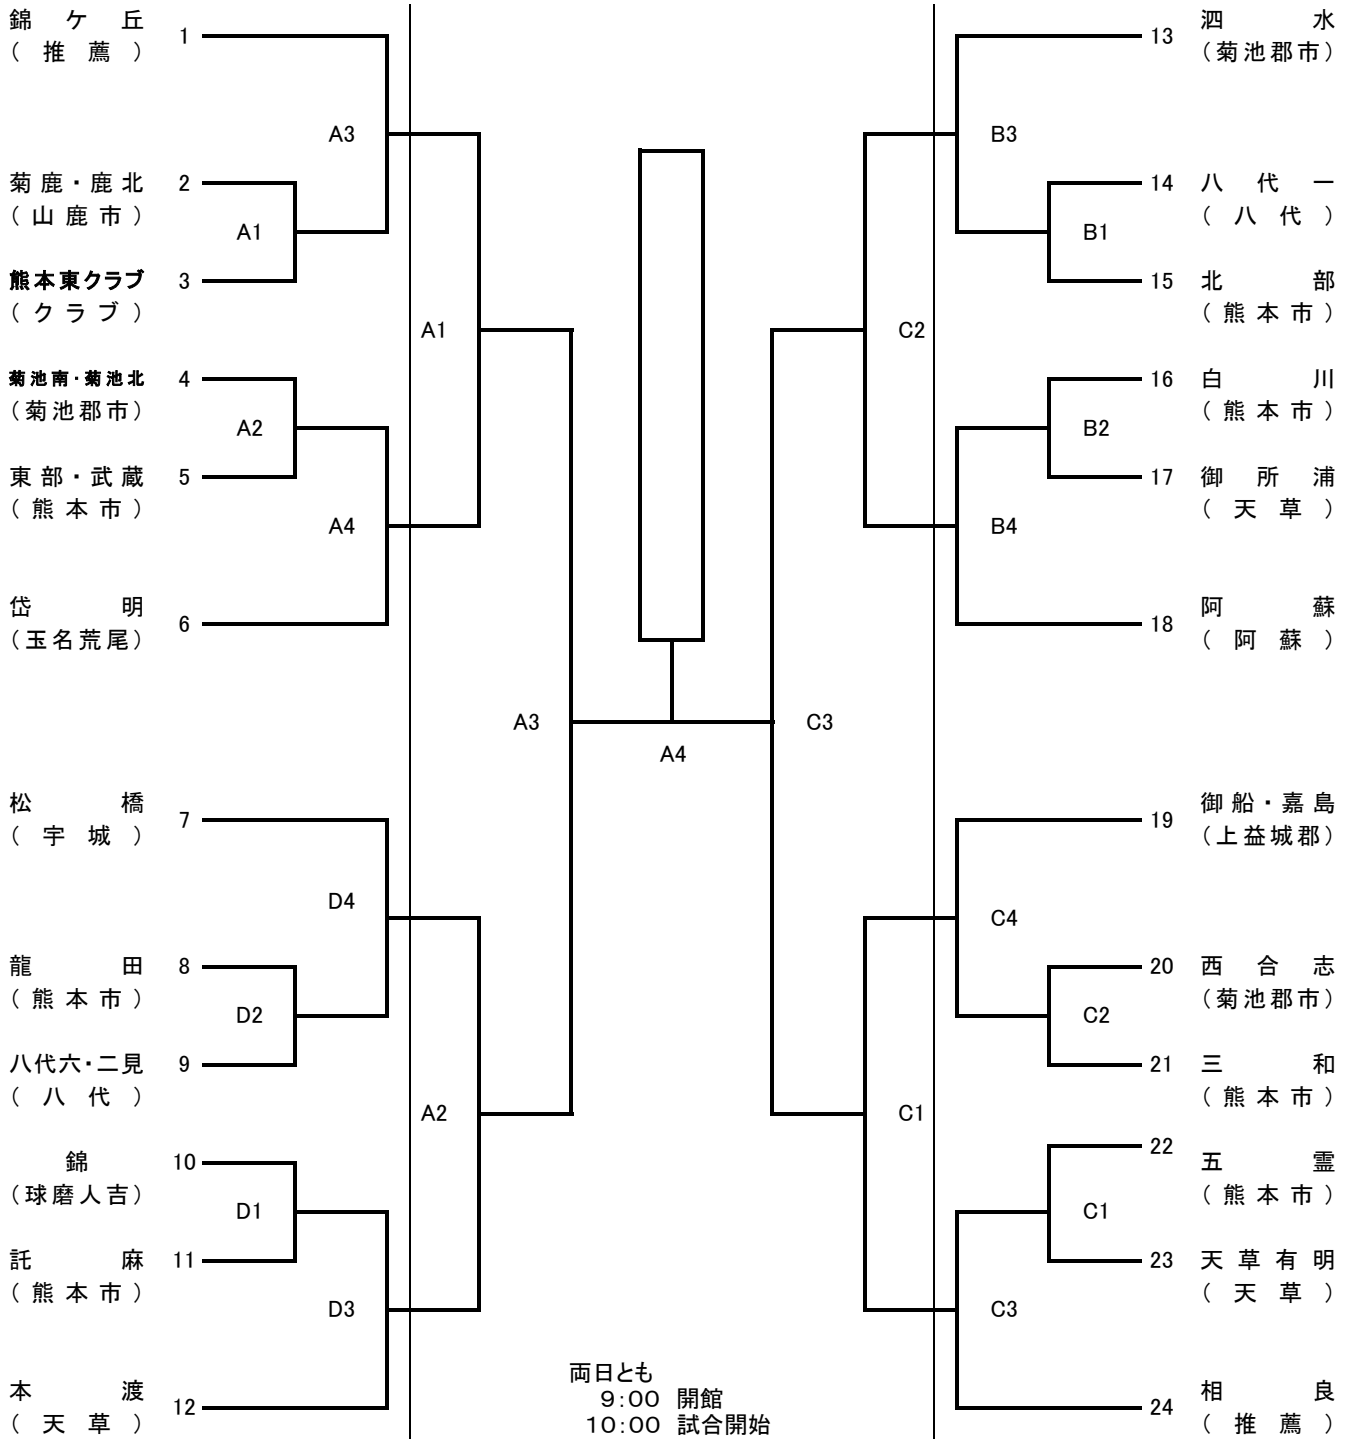 錦ケ丘
1
(推薦)
A3
菊鹿・鹿北
2
(山鹿市)
A1
熊本東クラブ
3
(クラブ)
A1
菊池南・菊池北
4
(菊池郡市)
A2
東部・武蔵
5
(熊本市)
A4
岱明
6
(玉名荒尾)
A3
松橋
7
(宇城)
D4
龍田
8
(熊本市)
D2
八代六・二見
9
(八代)
A2
錦
10
(球磨人吉)
D1
託麻
11
(熊本市)
D3
本渡
12
(天草)
A4
両日とも
9:00 開館
10:00 試合開始
13
泗水
(菊池郡市)
B3
14
八代一
(八代)
B1
15
北部
(熊本市)
C2
16
白川
(熊本市)
B2
17
御所浦
(天草)
B4
18
阿蘇
(阿蘇)
C3
19
御船・嘉島
(上益城郡)
C4
20
西合志
(菊池郡市)
C2
21
三和
(熊本市)
C1
22
五霊
(熊本市)
C1
23
天草有明
(天草)
C3
24
相良
(推薦)